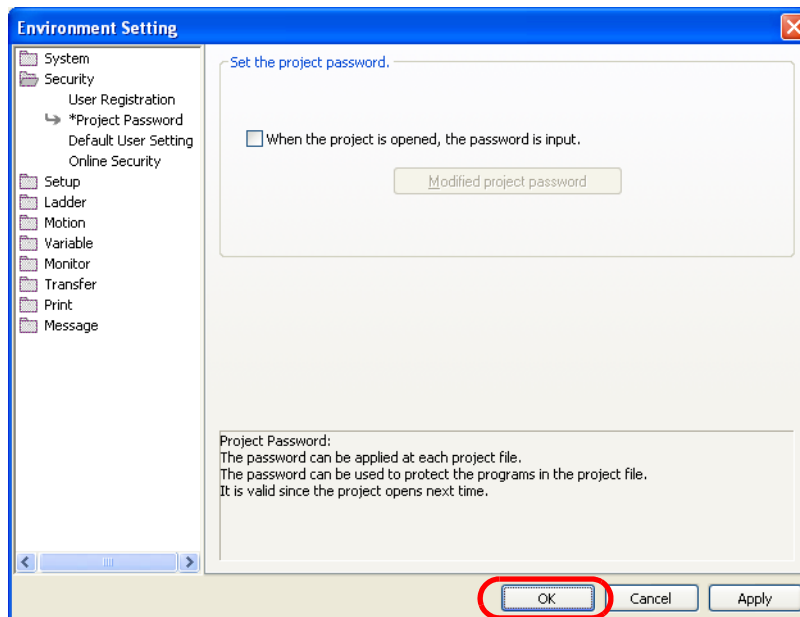 Environment Setting
System
Security
User Registration
*Project Password
Default User Setting
Online Security
Setup
Ladder
Motion
Variable
Monitor
Transfer
Print
Message
Set the project password.
When the project is opened, the password is input.
Modified project password
Project Password:
The password can be applied at each project file.
The password can be used to protect the programs in the project file.
It is valid since the project opens next time.
OK
Cancel
Apply